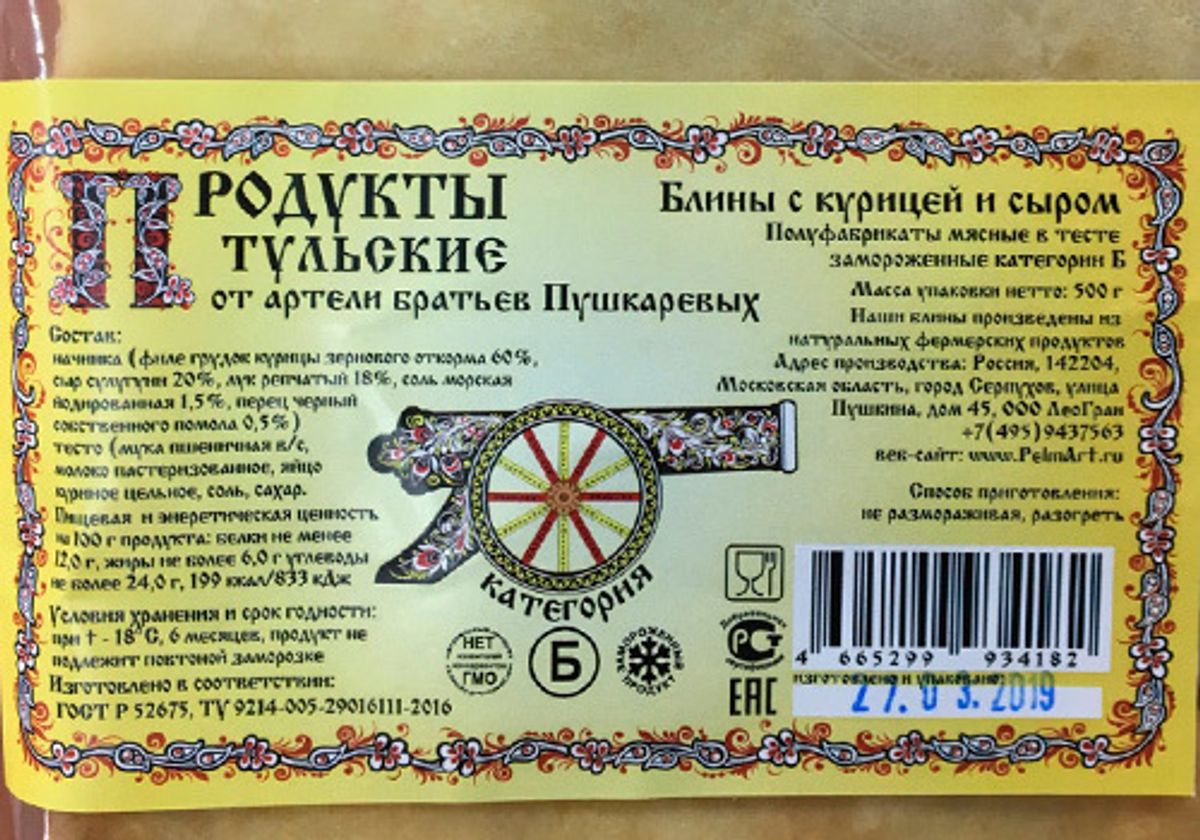 ПРОДУКТЫ
ТУЛЬСКИЕ
от артели братьев Пушкаревых
Состав:
начинка (филе грудок курицы зернового откорма 60%,
сыр сулугуни 20%, лук репчатый 18%, соль морская
йодированная 1,5%, перец черный
собственного помола 0,5%)
тесто (мука пшеничная в/с,
молоко пастеризованное, яйцо
куриное цельное, соль, сахар.
Пищевая и энеретическая ценность
на 100 г продукта: белки не менее
12,0 г, жиры не более 6,0 г углеводы
не более 24,0 г, 199 ккал/833 кДж
Условия хранения и срок годности:
при t - 18°C, 6 месяцев, продукт не
подлежит повтоной заморозке
Изготовлено в соответствии:
ГОСТ Р 52675, ТУ 9214-005-29016111-2016
Блины с курицей и сыром
Полуфабрикаты мясные в тесте
замороженные категории Б
Масса упаковки нетто: 500 г
Наши блины произведены из
натуральных фермерских продуктов
Адрес производства: Россия, 142204,
Московская область, город Серпухов, улица
Пушкина, дом 45, ООО ЛеоГран
+7(495)9437563
веб-сайт: www.PelmArt.ru
Способ приготовления:
не размораживая, разогреть
КАТЕГОРИЯ
Б
НЕТ
ГМО
ЗАМОРОЖЕННЫЙ
ПРОДУКТ
Добровольная
РСТ
сертификация
EAC
4 665299 934182
изготовлено и упаковано:
27.03.2019